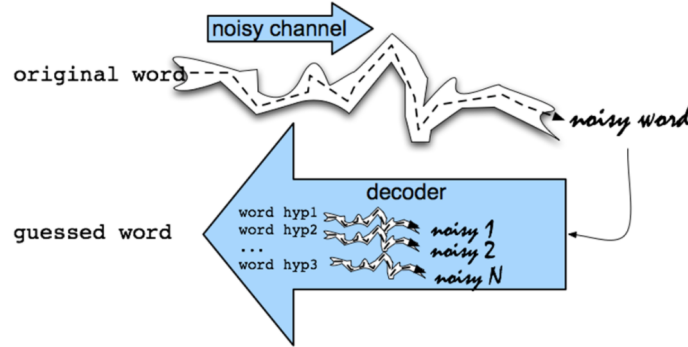 noisy channel
original word
noisy word
decoder
word hyp1 noisy 1
word hyp2 noisy 2
...
word hyp3 noisy N
guessed word